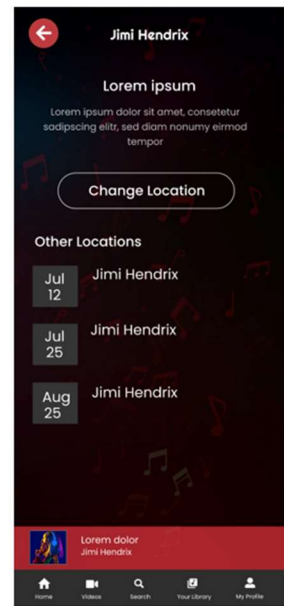 Jimi Hendrix
Lorem ipsum
Lorem ipsum dolor sit amet, consetetur
sadipscing elitr, sed diam nonumy eirmod
tempor
Change Location
Other Locations
Jul
12
Jimi Hendrix
Jul
25
Jimi Hendrix
Aug
25
Jimi Hendrix
Lorem dolor
Jimi Hendrix
Home Videos Search Your Library My Profile